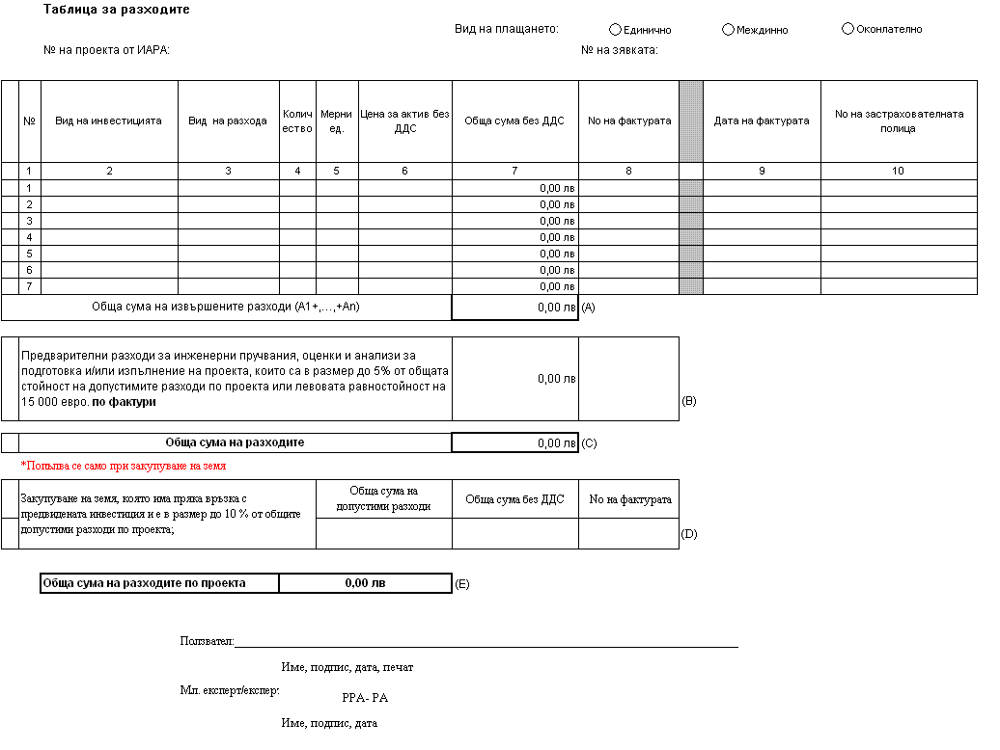 Таблица за разходите
Вид на плащането: Единично Междинно Оконлателно
№ на проекта от ИАРА: № на зявката:
№ Вид на инвестицията Вид на разхода Колич ество Мерни ед. Цена за актив без ДДС Обща сума без ДДС No на фактурата Дата на фактурата No на застрахователната полица
1 2 3 4 5 6 7 8 9 10
1 0,00 лв
2 0,00 лв
3 0,00 лв
4 0,00 лв
5 0,00 лв
6 0,00 лв
7 0,00 лв
Обща сума на извършените разходи (А1+,...,+Аn) 0,00 лв (A)
Предварителни разходи за инженерни пручвания, оценки и анализи за
подготовка и/или изпълнение на проекта, които са в размер до 5% от общата
стойност на допустимите разходи по проекта или левовата равностойност на
15 000 евро. по фактури
0,00 лв
(B)
Обща сума на разходите 0,00 лв (C)
*Попълва се само при закупуване на земя
Закупуване на земя, която има пряка връзка с
предвидената инвестиция и е в размер до 10 % от общите
допустими разходи по проекта;
Обща сума на
допустими разходи
Обща сума без ДДС No на фактурата
(D)
Обща сума на разходите по проекта 0,00 лв (E)
Ползвател:
Име, подпис, дата, печат
Мл. експерт/експер:
РРА- РА
Име, подпис, дата